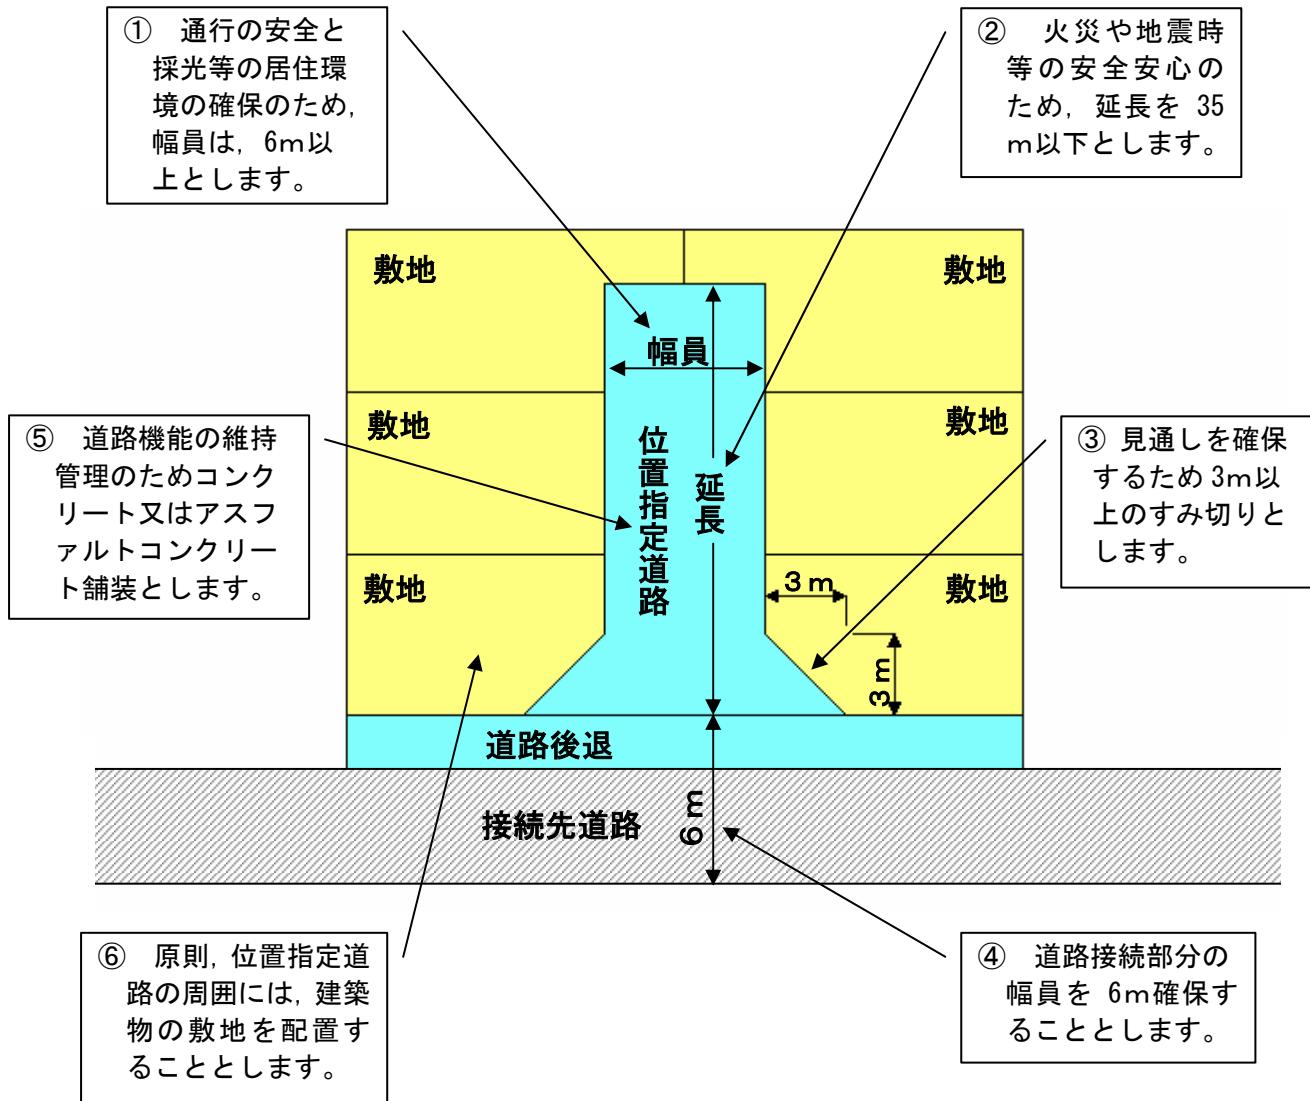 ① 通行の安全と
採光等の居住環
境の確保のため,
幅員は, 6m以
上とします。
② 火災や地震時
等の安全安心の
ため, 延長を 35
m以下とします。
敷地
敷地
幅員
敷地
敷地
⑤ 道路機能の維持
管理のためコンク
リート又はアスフ
ァルトコンクリー
ト舗装とします。
位置指定道路
延長
③ 見通しを確保
するため 3m以
上のすみ切りと
します。
敷地
3m
敷地
3m
道路後退
接続先道路
6m
⑥ 原則, 位置指定道
路の周囲には, 建築
物の敷地を配置す
ることとします。
④ 道路接続部分の
幅員を 6m確保す
ることとします。